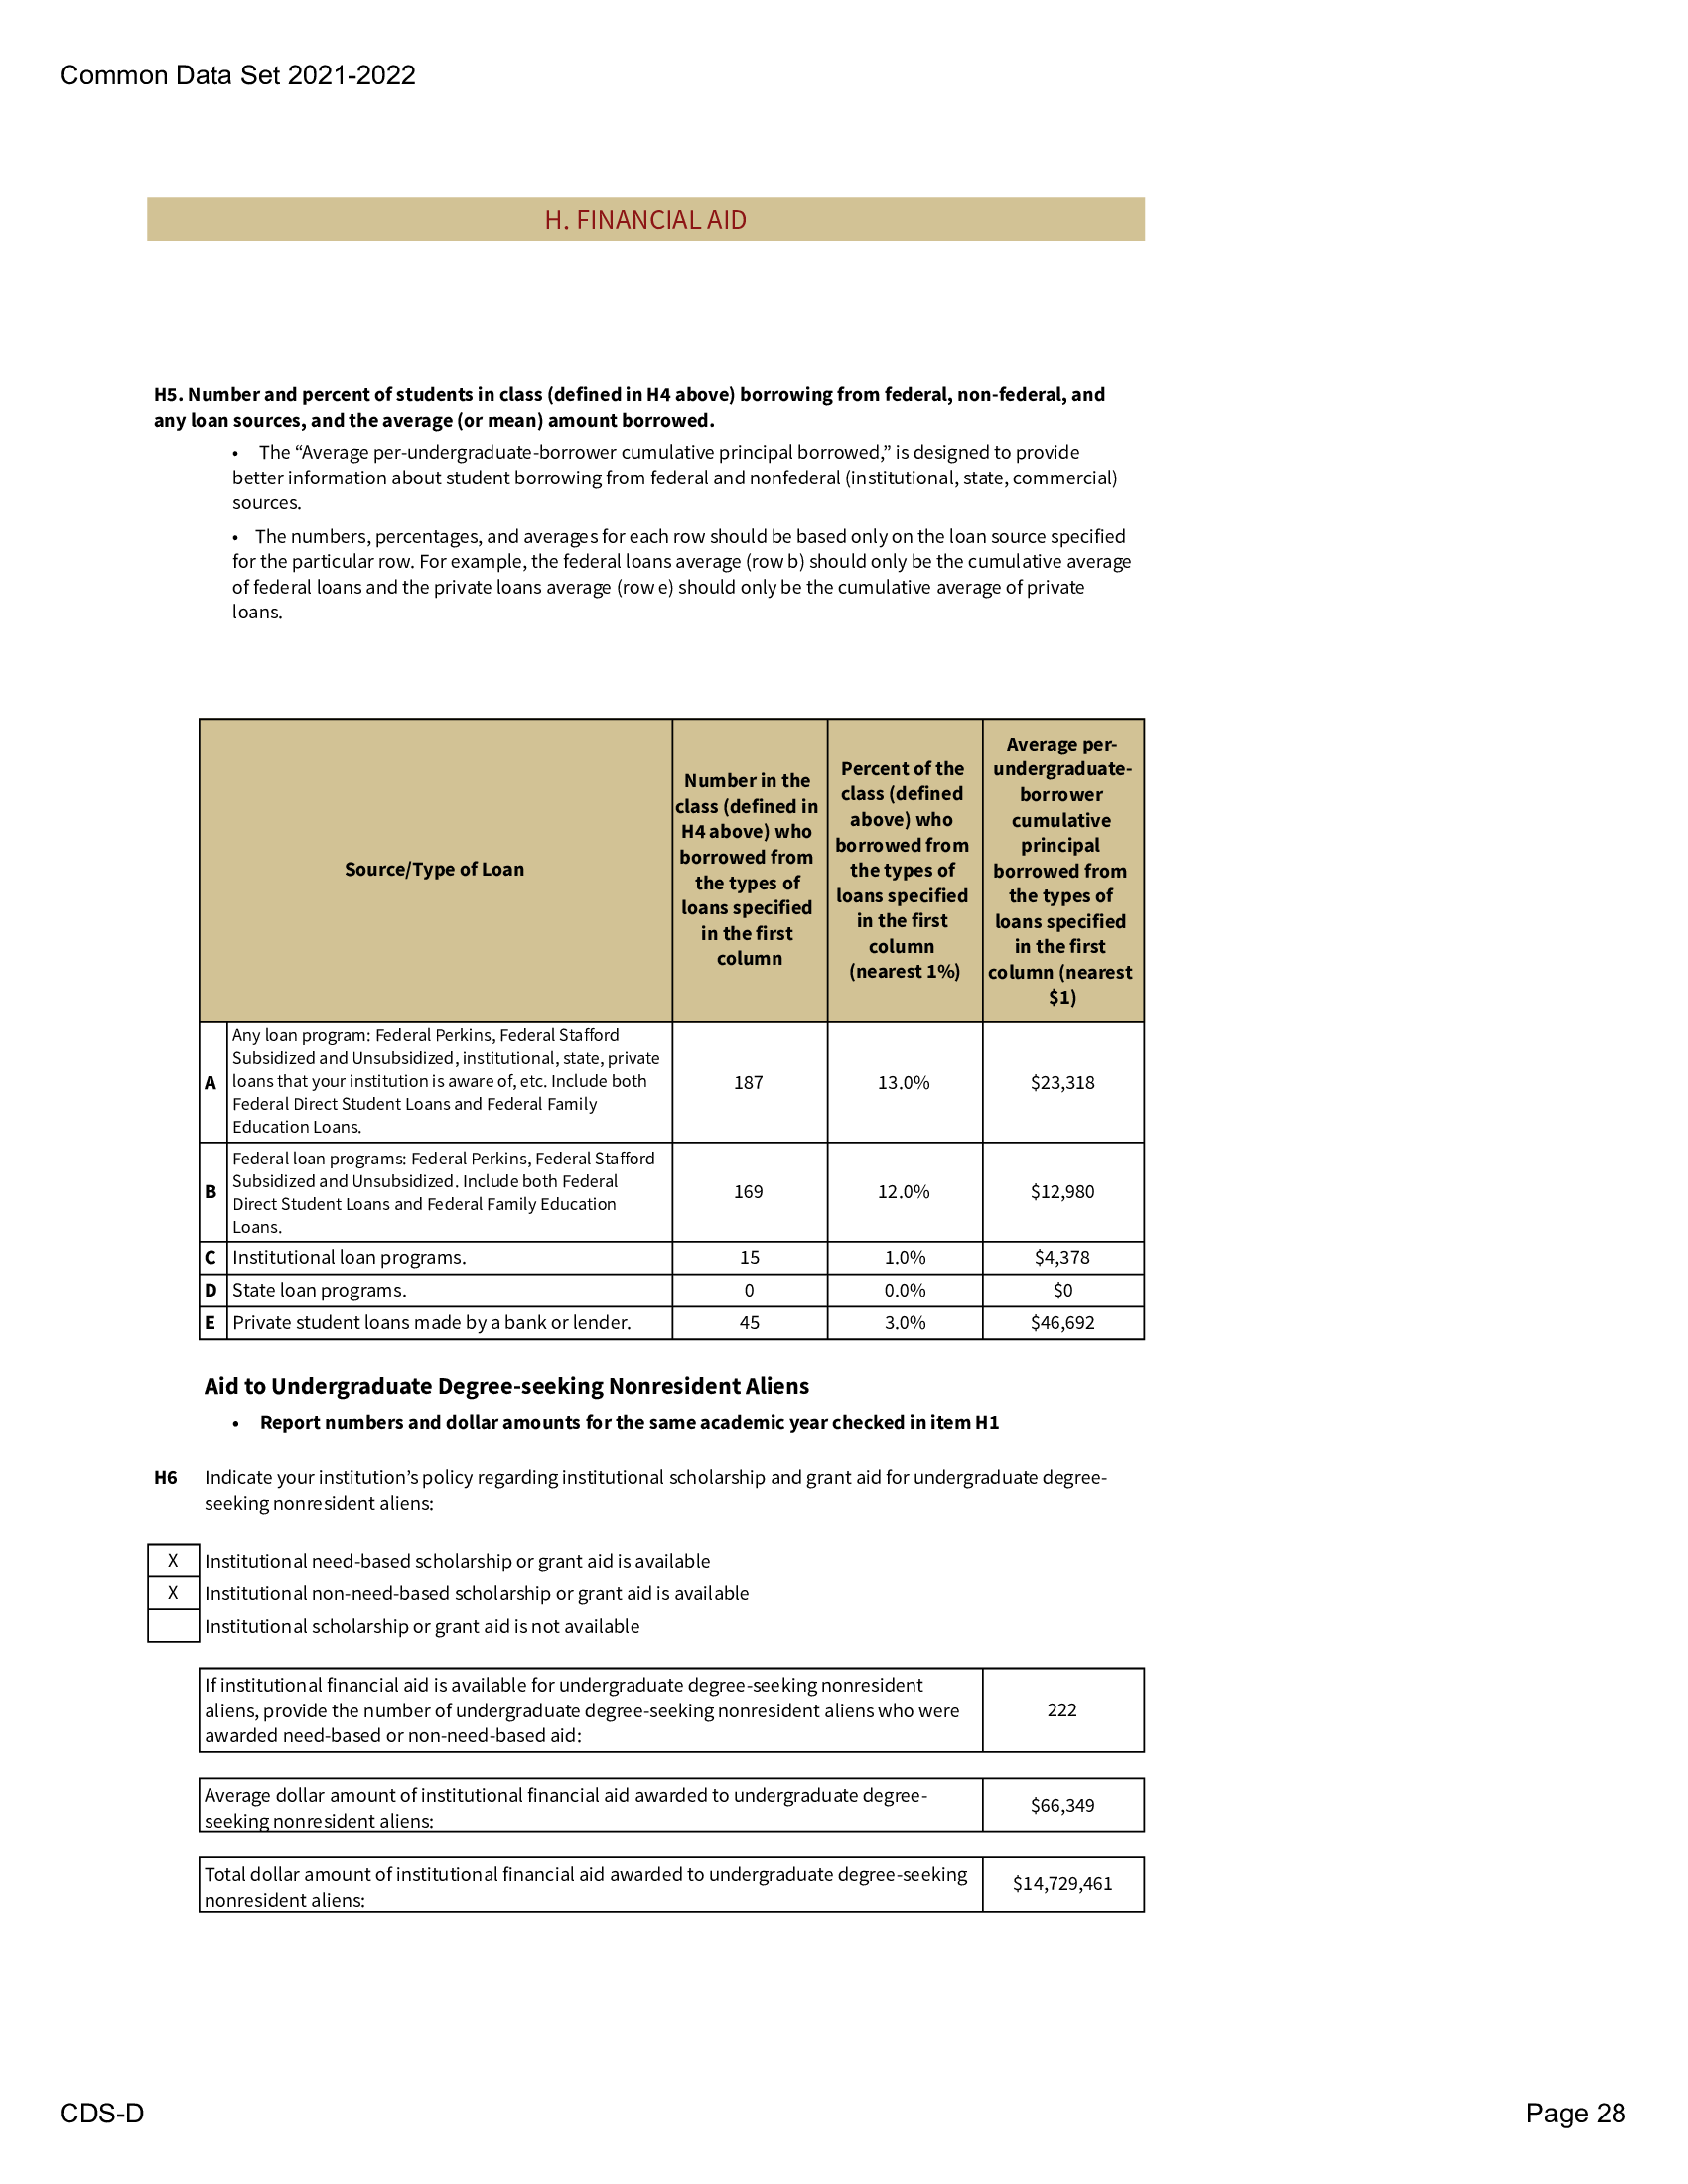 Common Data Set 2021-2022
H. FINANCIAL AID
H5. Number and percent of students in class (defined in H4 above) borrowing from federal, non-federal, and
any loan sources, and the average (or mean) amount borrowed.
• The “Average per-undergraduate-borrower cumulative principal borrowed,” is designed to provide
better information about student borrowing from federal and nonfederal (institutional, state, commercial)
sources.
• The numbers, percentages, and averages for each row should be based only on the loan source specified
for the particular row. For example, the federal loans average (row b) should only be the cumulative average
of federal loans and the private loans average (row e) should only be the cumulative average of private
loans.
Source/Type of Loan
Number in the
class (defined in
H4 above) who
borrowed from
the types of
loans specified
in the first
column
Percent of the
class (defined
above) who
borrowed from
the types of
loans specified
in the first
column
(nearest 1%)
Average per-
undergraduate-
borrower
cumulative
principal
borrowed from
the types of
loans specified
in the first
column (nearest
$1)
A
Any loan program: Federal Perkins, Federal Stafford
Subsidized and Unsubsidized, institutional, state, private
loans that your institution is aware of, etc. Include both
Federal Direct Student Loans and Federal Family
Education Loans.
187
13.0%
$23,318
B
Federal loan programs: Federal Perkins, Federal Stafford
Subsidized and Unsubsidized. Include both Federal
Direct Student Loans and Federal Family Education
Loans.
169
12.0%
$12,980
C Institutional loan programs. 15 1.0% $4,378
D State loan programs. 0 0.0% $0
E Private student loans made by a bank or lender. 45 3.0% $46,692
Aid to Undergraduate Degree-seeking Nonresident Aliens
• Report numbers and dollar amounts for the same academic year checked in item H1
H6 Indicate your institution’s policy regarding institutional scholarship and grant aid for undergraduate degree-
seeking nonresident aliens:
X Institutional need-based scholarship or grant aid is available
X Institutional non-need-based scholarship or grant aid is available
Institutional scholarship or grant aid is not available
If institutional financial aid is available for undergraduate degree-seeking nonresident
aliens, provide the number of undergraduate degree-seeking nonresident aliens who were
awarded need-based or non-need-based aid:
222
Average dollar amount of institutional financial aid awarded to undergraduate degree-
seeking nonresident aliens:
$66,349
Total dollar amount of institutional financial aid awarded to undergraduate degree-seeking
nonresident aliens:
$14,729,461
CDS-D
Page 28